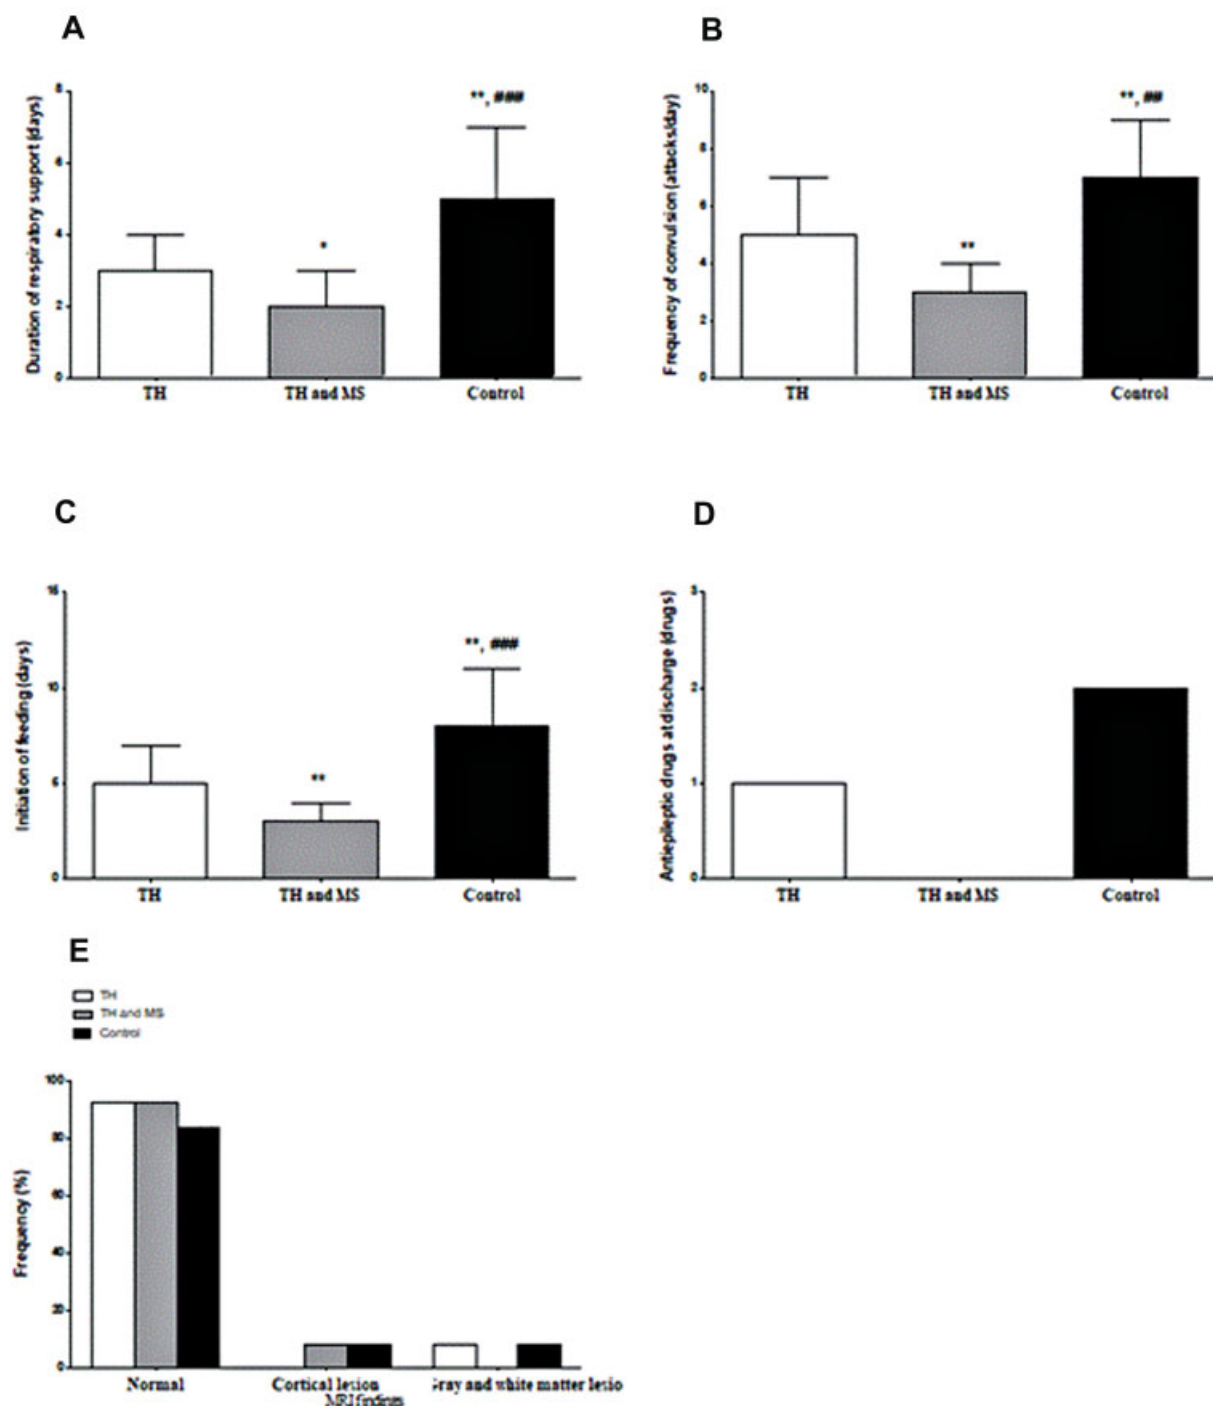 A
Duration of respiratory support (days)
8
6
4
2
0
**, ###
*
TH
TH and MS
Control
B
Frequency of convulsion (attacks/day)
10
8
6
4
2
0
**, ##
**
TH
TH and MS
Control
C
Initiation of feeding (days)
15
10
5
0
**, ###
**
TH
TH and MS
Control
D
Antiepileptic drugs at discharge (drugs)
3
2
1
0
TH
TH and MS
Control
E
TH
TH and MS
Control
Frequency (%)
100
80
60
40
20
0
Normal
Cortical lesion
Gray and white matter lesio
MRI findings